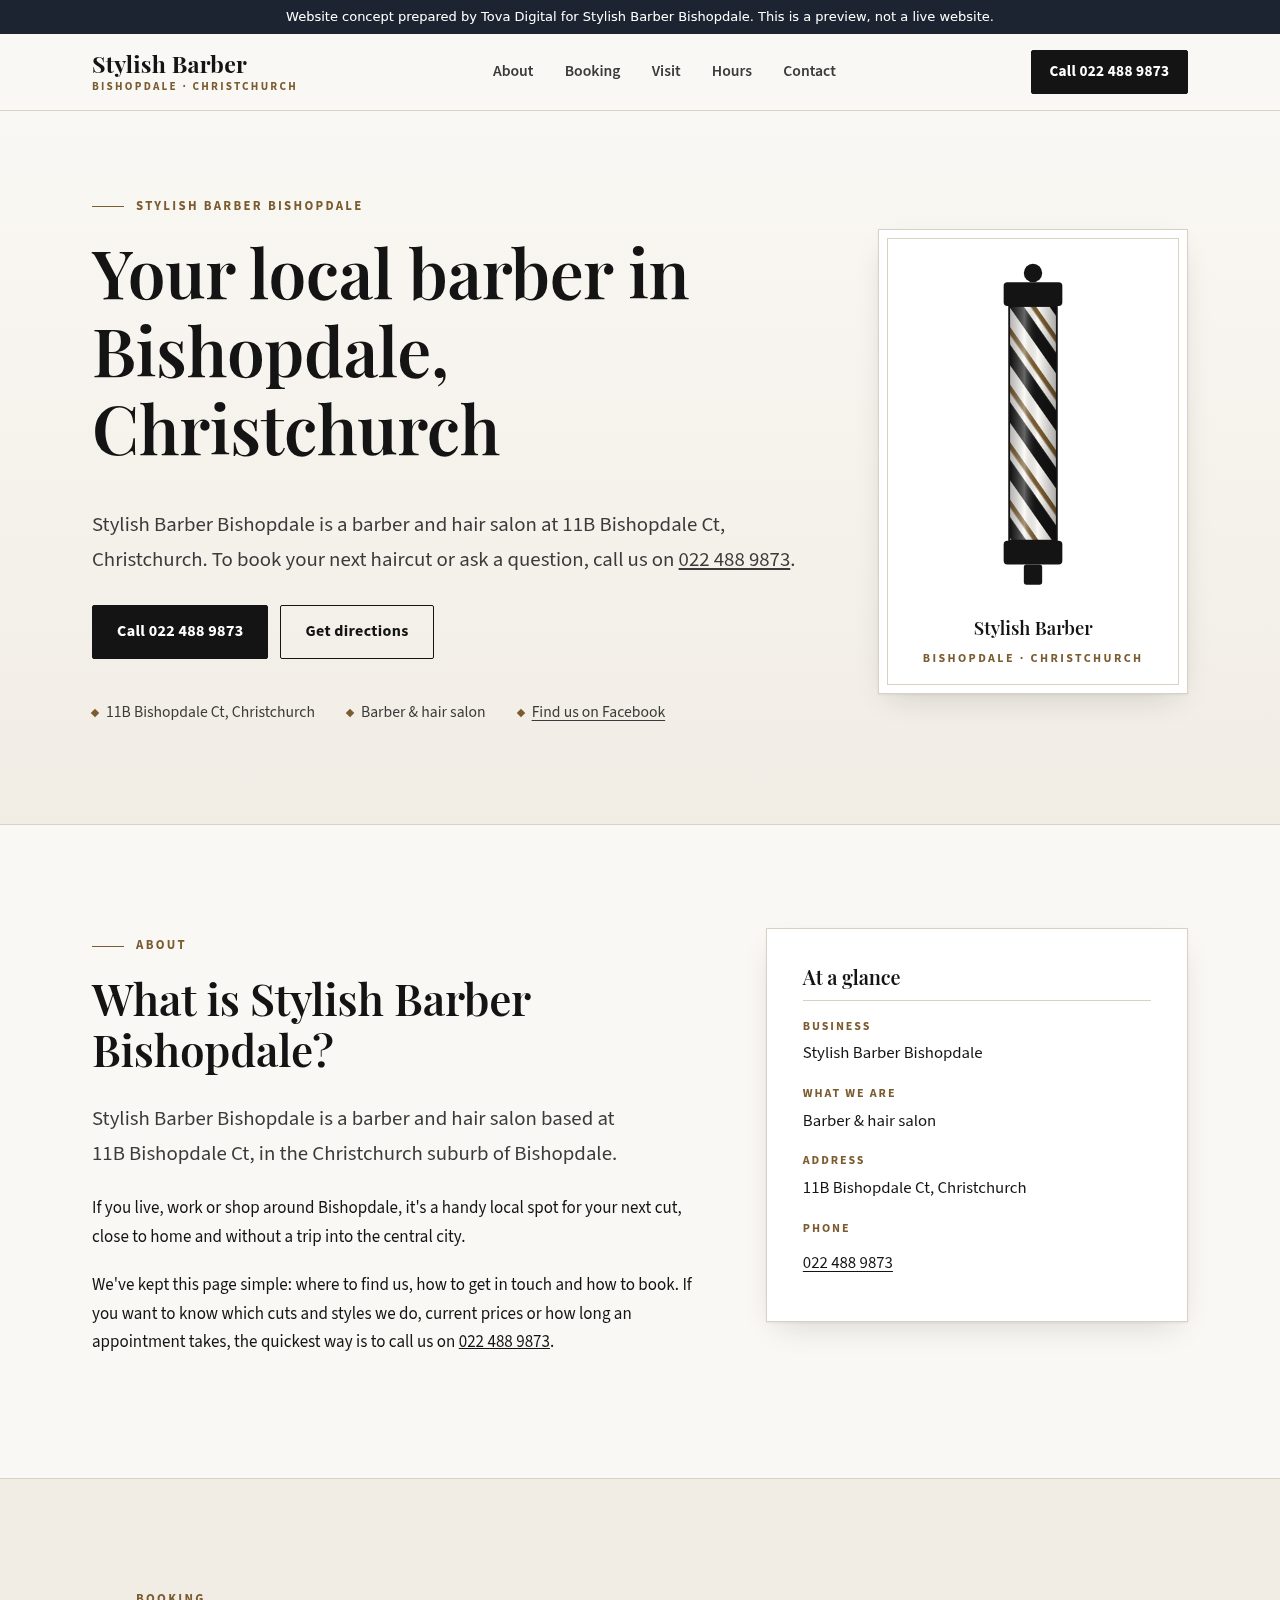 Website concept prepared by Tova Digital for Stylish Barber Bishopdale. This is a preview, not a live website.
Stylish Barber
BISHOPDALE · CHRISTCHURCH
About Booking Visit Hours Contact
Call 022 488 9873
STYLISH BARBER BISHOPDALE
Your local barber in
Bishopdale,
Christchurch
Stylish Barber Bishopdale is a barber and hair salon at 11B Bishopdale Ct,
Christchurch. To book your next haircut or ask a question, call us on 022 488 9873.
Call 022 488 9873
Get directions
11B Bishopdale Ct, Christchurch
Barber & hair salon
Find us on Facebook
Stylish Barber
BISHOPDALE · CHRISTCHURCH
ABOUT
What is Stylish Barber
Bishopdale?
Stylish Barber Bishopdale is a barber and hair salon based at
11B Bishopdale Ct, in the Christchurch suburb of Bishopdale.
If you live, work or shop around Bishopdale, it's a handy local spot for your next cut,
close to home and without a trip into the central city.
We've kept this page simple: where to find us, how to get in touch and how to book. If
you want to know which cuts and styles we do, current prices or how long an
appointment takes, the quickest way is to call us on 022 488 9873.
At a glance
BUSINESS
Stylish Barber Bishopdale
WHAT WE ARE
Barber & hair salon
ADDRESS
11B Bishopdale Ct, Christchurch
PHONE
022 488 9873
BOOKING